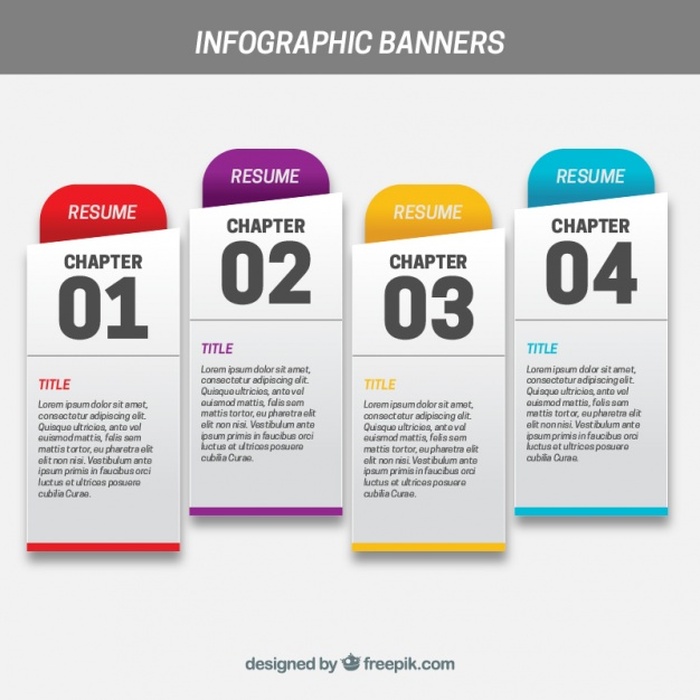 INFOGRAPHIC BANNERS
RESUME
CHAPTER
01
TITLE
Lorem ipsum dolor sit amet,
consectetur adipiscing elit.
Quisque ultricies, ante vel
euismod mattis, felis sem
mattis tortor, eu pharetra elit
elit non nisi. Vestibulum ante
ipsum primis in faucibus orci
luctus et ultrices posuere
cubilia Curae.
RESUME
CHAPTER
02
TITLE
Lorem ipsum dolor sit amet,
consectetur adipiscing elit.
Quisque ultricies, ante vel
euismod mattis, felis sem
mattis tortor, eu pharetra elit
elit non nisi. Vestibulum ante
ipsum primis in faucibus orci
luctus et ultrices posuere
cubilia Curae.
RESUME
CHAPTER
03
TITLE
Lorem ipsum dolor sit amet,
consectetur adipiscing elit.
Quisque ultricies, ante vel
euismod mattis, felis sem
mattis tortor, eu pharetra elit
elit non nisi. Vestibulum ante
ipsum primis in faucibus orci
luctus et ultrices posuere
cubilia Curae.
RESUME
CHAPTER
04
TITLE
Lorem ipsum dolor sit amet,
consectetur adipiscing elit.
Quisque ultricies, ante vel
euismod mattis, felis sem
mattis tortor, eu pharetra elit
elit non nisi. Vestibulum ante
ipsum primis in faucibus orci
luctus et ultrices posuere
cubilia Curae.
designed by freepik.com